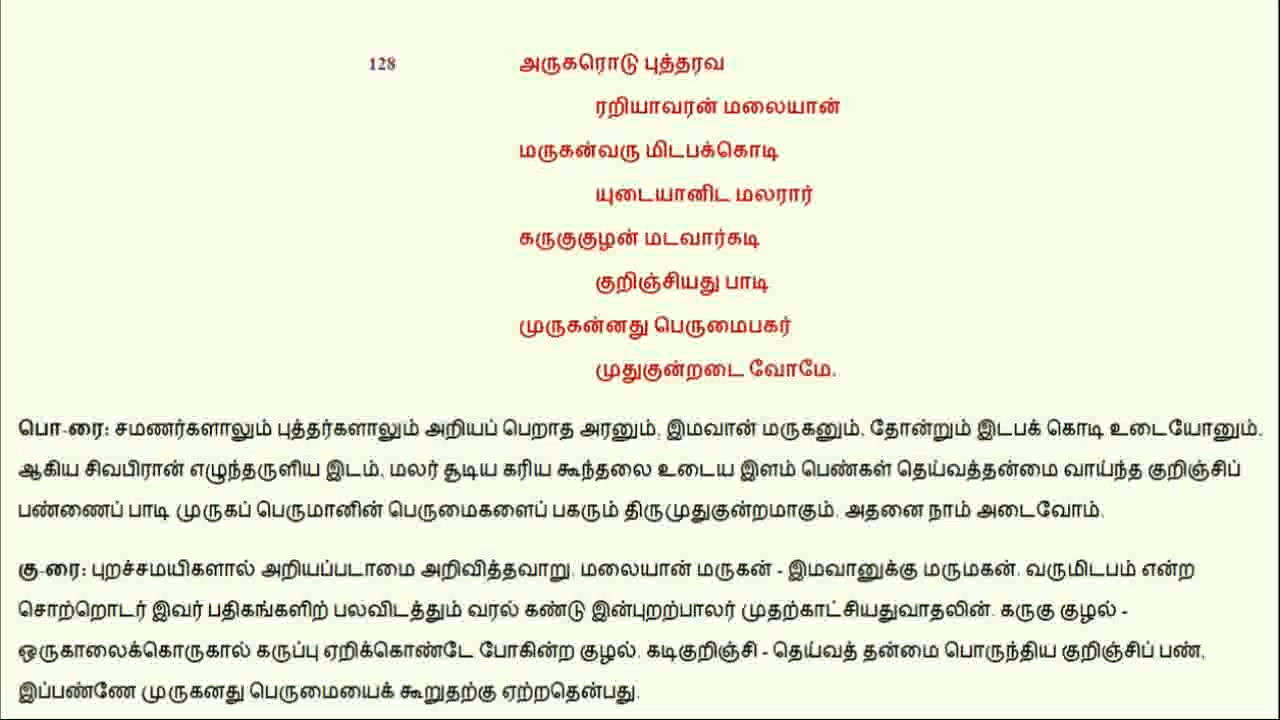 128 அருகரொடு புத்தரவ
ரறியாவரன் மலையான்
மருகன்வரு மிடபக்கொடி
யுடையானிட மலரார்
கருகுகுழன் மடவார்கடி
குறிஞ்சியது பாடி
முருகன்னது பெருமைபகர்
முதுகுன்றடை வோமே.
பொ-ரை: சமணர்களாலும் புத்தர்களாலும் அறியப் பெறாத அரனும், இமவான் மருகனும், தோன்றும் இடபக் கொடி உடையோனும்,
ஆகிய சிவபிரான் எழுந்தருளிய இடம், மலர் சூடிய கரிய கூந்தலை உடைய இளம் பெண்கள் தெய்வத்தன்மை வாய்ந்த குறிஞ்சிப்
பண்ணைப் பாடி முருகப் பெருமானின் பெருமைகளைப் பகரும் திருமுதுகுன்றமாகும். அதனை நாம் அடைவோம்.
கு-ரை: புறச்சமயிகளால் அறியப்படாமை அறிவித்தவாறு. மலையான் மருகன் - இமவானுக்கு மருமகன். வருமிடபம் என்ற
சொற்றொடர் இவர் பதிகங்களிற் பலவிடத்தும் வரல் கண்டு இன்புறற்பாலர் முதற்காட்சியதுவாதலின். கருகு குழல் -
ஒருகாலைக்கொருகால் கருப்பு ஏறிக்கொண்டே போகின்ற குழல். கடிகுறிஞ்சி - தெய்வத் தன்மை பொருந்திய குறிஞ்சிப் பண்,
இப்பண்ணே முருகனது பெருமையைக் கூறுதற்கு ஏற்றதென்பது.